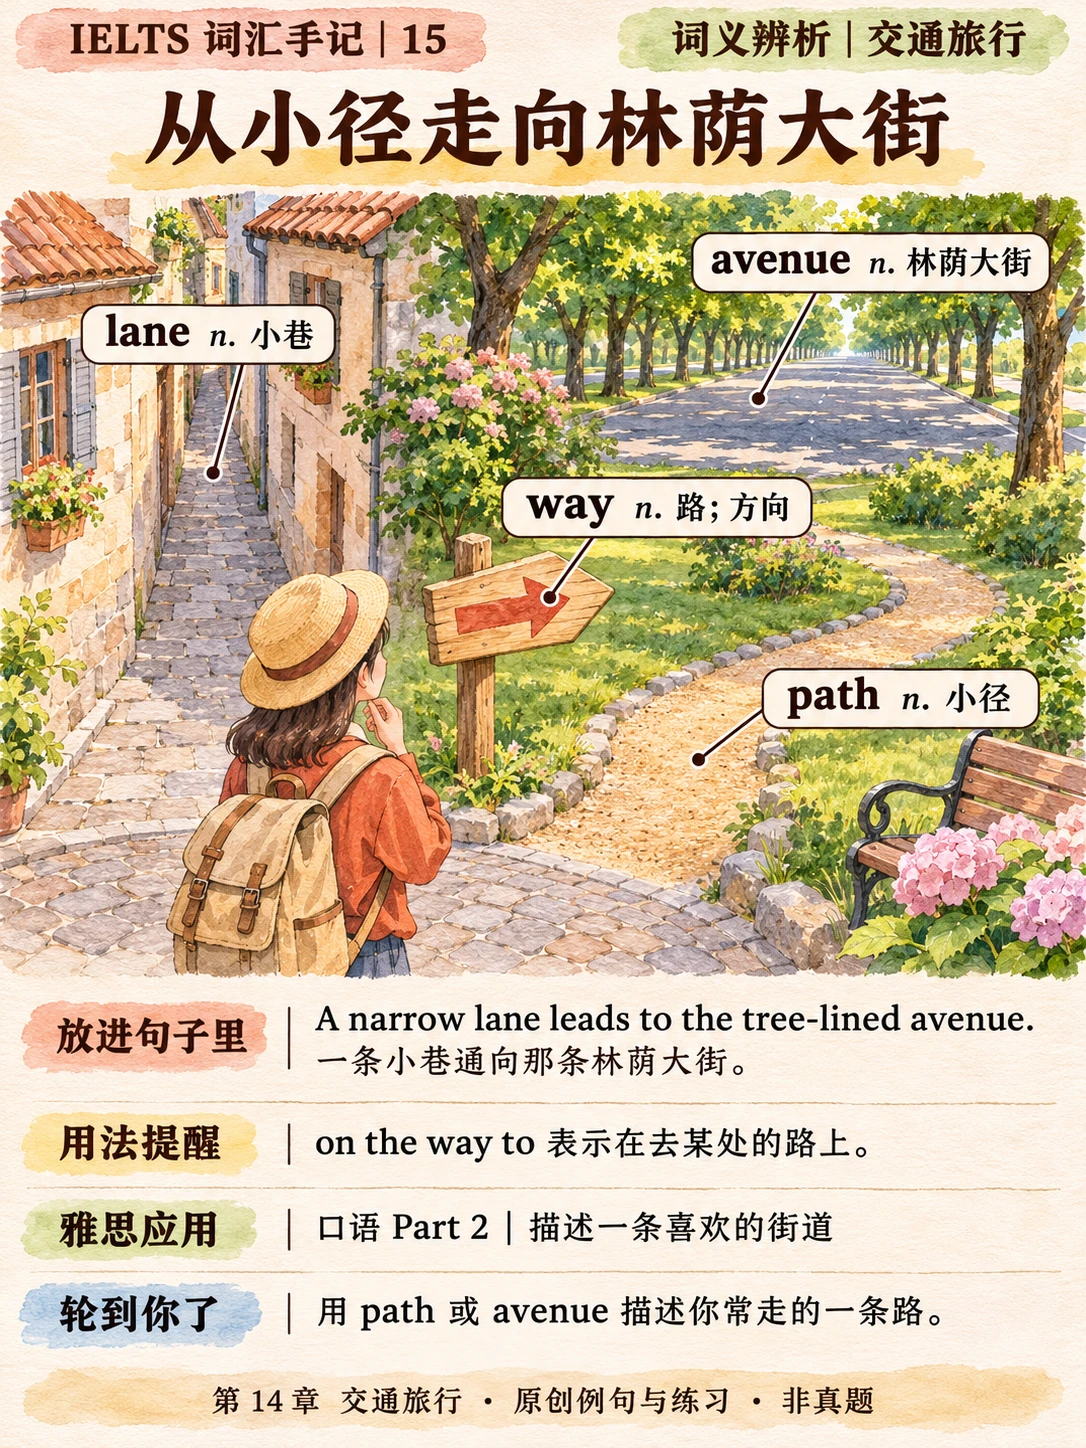 IELTS 词汇手记 | 15
词义辨析 | 交通旅行
从小径走向林荫大街
avenue n. 林荫大街
lane n. 小巷
way n. 路；方向
path n. 小径
放进句子里
A narrow lane leads to the tree-lined avenue.
一条小巷通向那条林荫大街。
用法提醒
on the way to 表示在去某处的路上。
雅思应用
口语 Part 2 | 描述一条喜欢的街道
轮到你了
用 path 或 avenue 描述你常走的一条路。
第 14 章 交通旅行 · 原创例句与练习 · 非真题